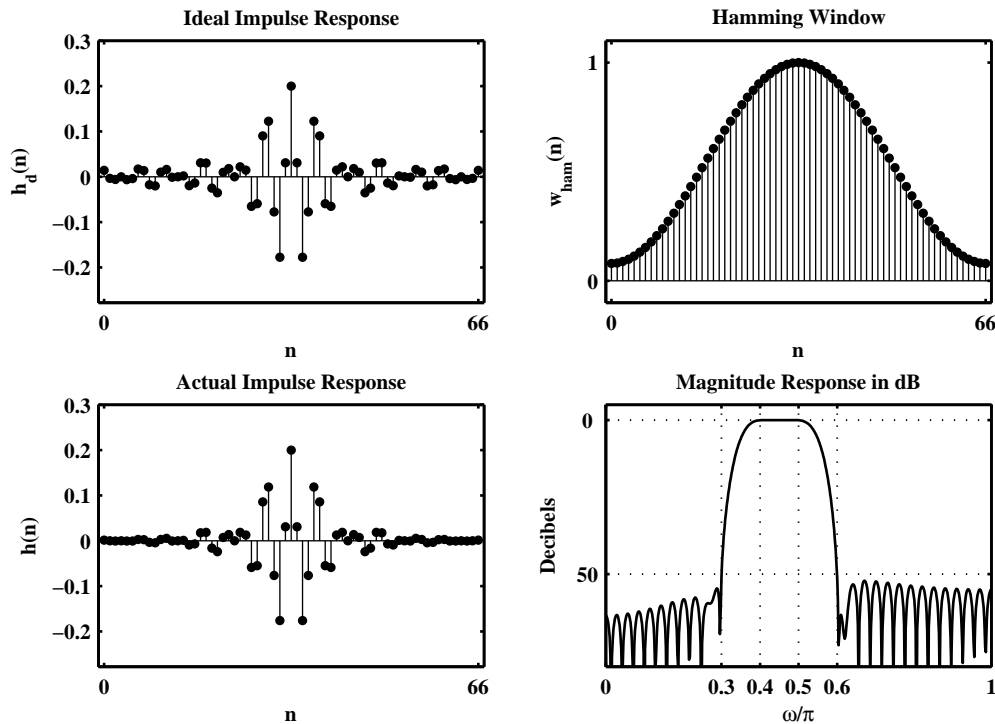 Ideal Impulse Response
0.3
0.2
0.1
0
−0.1
−0.2
h_d(n)
0
66
n
Hamming Window
1
0
w_ham(n)
0
66
n
Actual Impulse Response
0.3
0.2
0.1
0
−0.1
−0.2
h(n)
0
66
n
Magnitude Response in dB
0
50
Decibels
0
0.3
0.4
0.5
0.6
1
ω/π